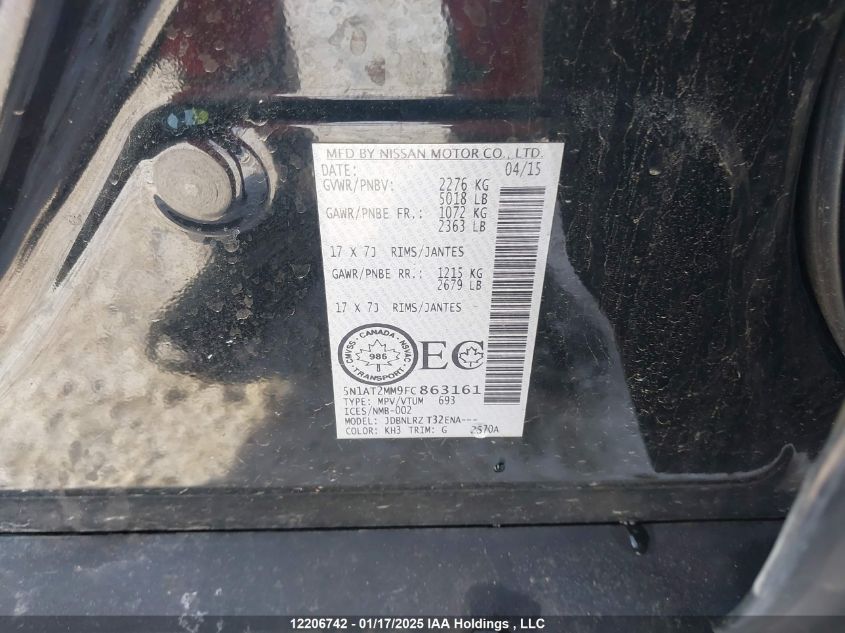 MFD BY NISSAN MOTOR CO., LTD.
DATE: 04/15
GVWR/PNBV: 2276 KG
5018 LB
GAWR/PNBE FR.: 1072 KG
2363 LB
17 X 7J RIMS/JANTES
GAWR/PNBE RR.: 1215 KG
2679 LB
17 X 7J RIMS/JANTES
CANADA
CMVSS NSVAC
986
TRANSPORT
EC
5N1AT2MM9FC863161
TYPE: MPV/VTUM 693
ICES/NMB-002
MODEL: JDBNLRZ T32ENA---
COLOR: KH3 TRIM: G 2570A
12206742 - 01/17/2025 IAA Holdings , LLC